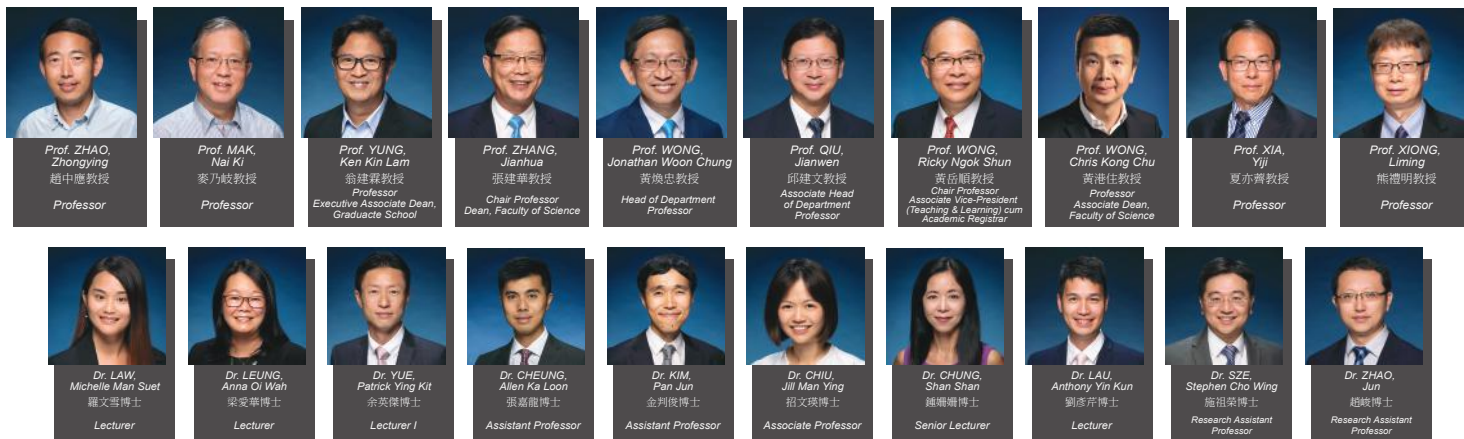 Prof. ZHAO,
Zhongying
趙中應教授
Professor
Prof. MAK,
Nai Ki
麥乃岐教授
Professor
Prof. YUNG,
Ken Kin Lam
翁建霖教授
Professor
Executive Associate Dean,
Graduacte School
Prof. ZHANG,
Jianhua
張建華教授
Chair Professor
Dean, Faculty of Science
Prof. WONG,
Jonathan Woon Chung
黃煥忠教授
Head of Department
Professor
Prof. QIU,
Jianwen
邱建文教授
Associate Head
of Department
Professor
Prof. WONG,
Ricky Ngok Shun
黃岳順教授
Chair Professor
Associate Vice-President
(Teaching & Learning) cum
Academic Registrar
Prof. WONG,
Chris Kong Chu
黃港住教授
Professor
Associate Dean,
Faculty of Science
Prof. XIA,
Yiji
夏亦薺教授
Professor
Prof. XIONG,
Liming
熊禮明教授
Professor
Dr. LAW,
Michelle Man Suet
羅文雪博士
Lecturer
Dr. LEUNG,
Anna Oi Wah
梁愛華博士
Lecturer
Dr. YUE,
Patrick Ying Kit
余英傑博士
Lecturer I
Dr. CHEUNG,
Allen Ka Loon
張嘉龍博士
Assistant Professor
Dr. KIM,
Pan Jun
金判俊博士
Assistant Professor
Dr. CHIU,
Jill Man Ying
招文瑛博士
Associate Professor
Dr. CHUNG,
Shan Shan
鍾姍姍博士
Senior Lecturer
Dr. LAU,
Anthony Yin Kun
劉彥芹博士
Lecturer
Dr. SZE,
Stephen Cho Wing
施祖榮博士
Research Assistant
Professor
Dr. ZHAO,
Jun
趙峻博士
Research Assistant
Professor